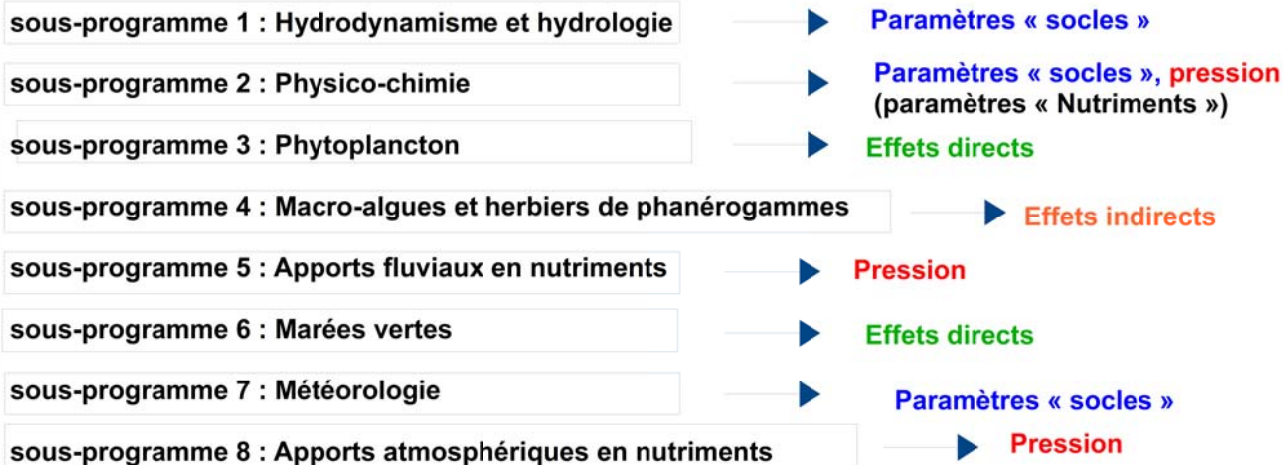 sous-programme 1 : Hydrodynamisme et hydrologie Paramètres « socles »
sous-programme 2 : Physico-chimie Paramètres « socles », pression
(paramètres « Nutriments »)
sous-programme 3 : Phytoplancton Effets directs
sous-programme 4 : Macro-algues et herbiers de phanérogammes Effets indirects
sous-programme 5 : Apports fluviaux en nutriments Pression
sous-programme 6 : Marées vertes Effets directs
sous-programme 7 : Météorologie Paramètres « socles »
sous-programme 8 : Apports atmosphériques en nutriments Pression